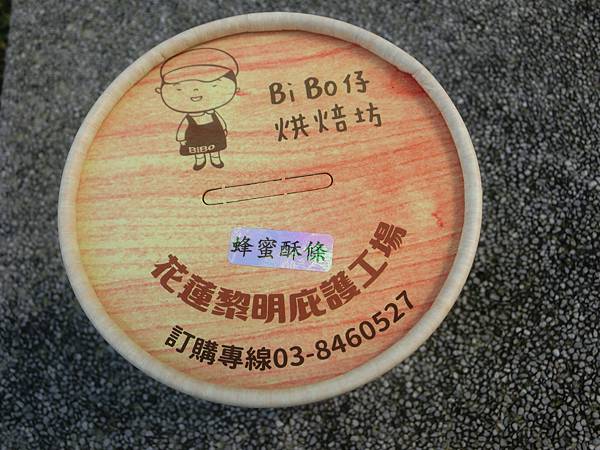 Bi Bo仔
烘焙坊
BiBo
蜂蜜酥條
花蓮黎明庇護工場
訂購專線03-8460527